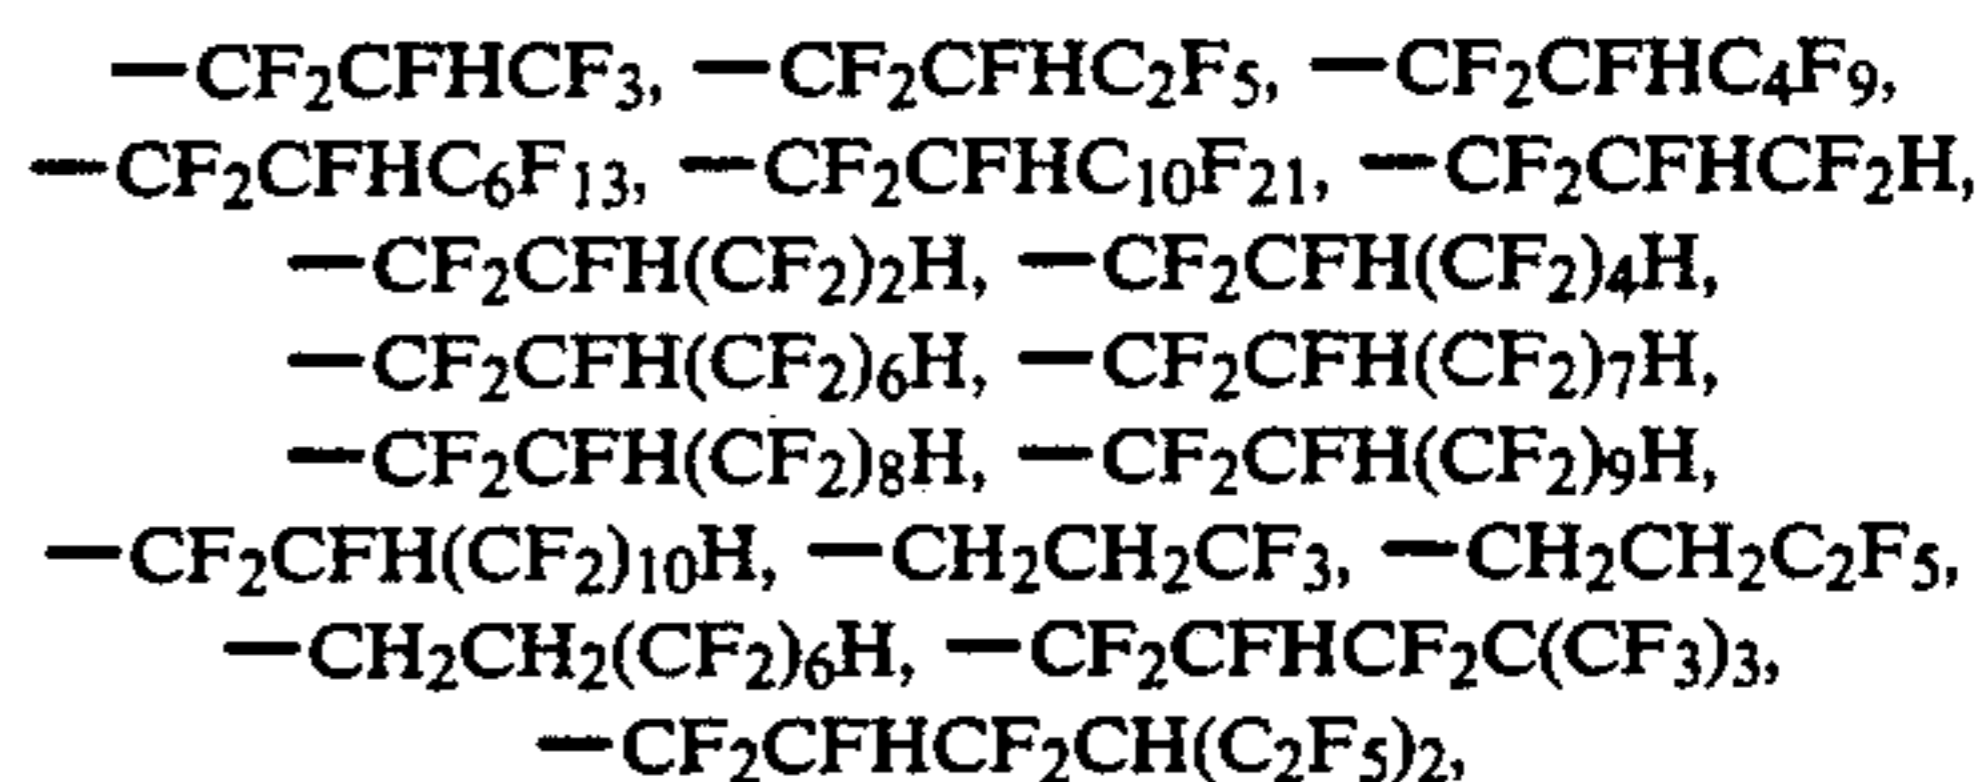 —CF₂CFHCF₃, —CF₂CFHC₂F₅, —CF₂CFHC₄F₉,
—CF₂CFHC₆F₁₃, —CF₂CFHC₁₀F₂₁, —CF₂CFHCF₂H,
—CF₂CFH(CF₂)₂H, —CF₂CFH(CF₂)₄H,
—CF₂CFH(CF₂)₆H, —CF₂CFH(CF₂)₇H,
—CF₂CFH(CF₂)₈H, —CF₂CFH(CF₂)₉H,
—CF₂CFH(CF₂)₁₀H, —CH₂CH₂CF₃, —CH₂CH₂C₂F₅,
—CH₂CH₂(CF₂)₆H, —CF₂CFHCF₂C(CF₃)₃,
—CF₂CFHCF₂CH(C₂F₅)₂,